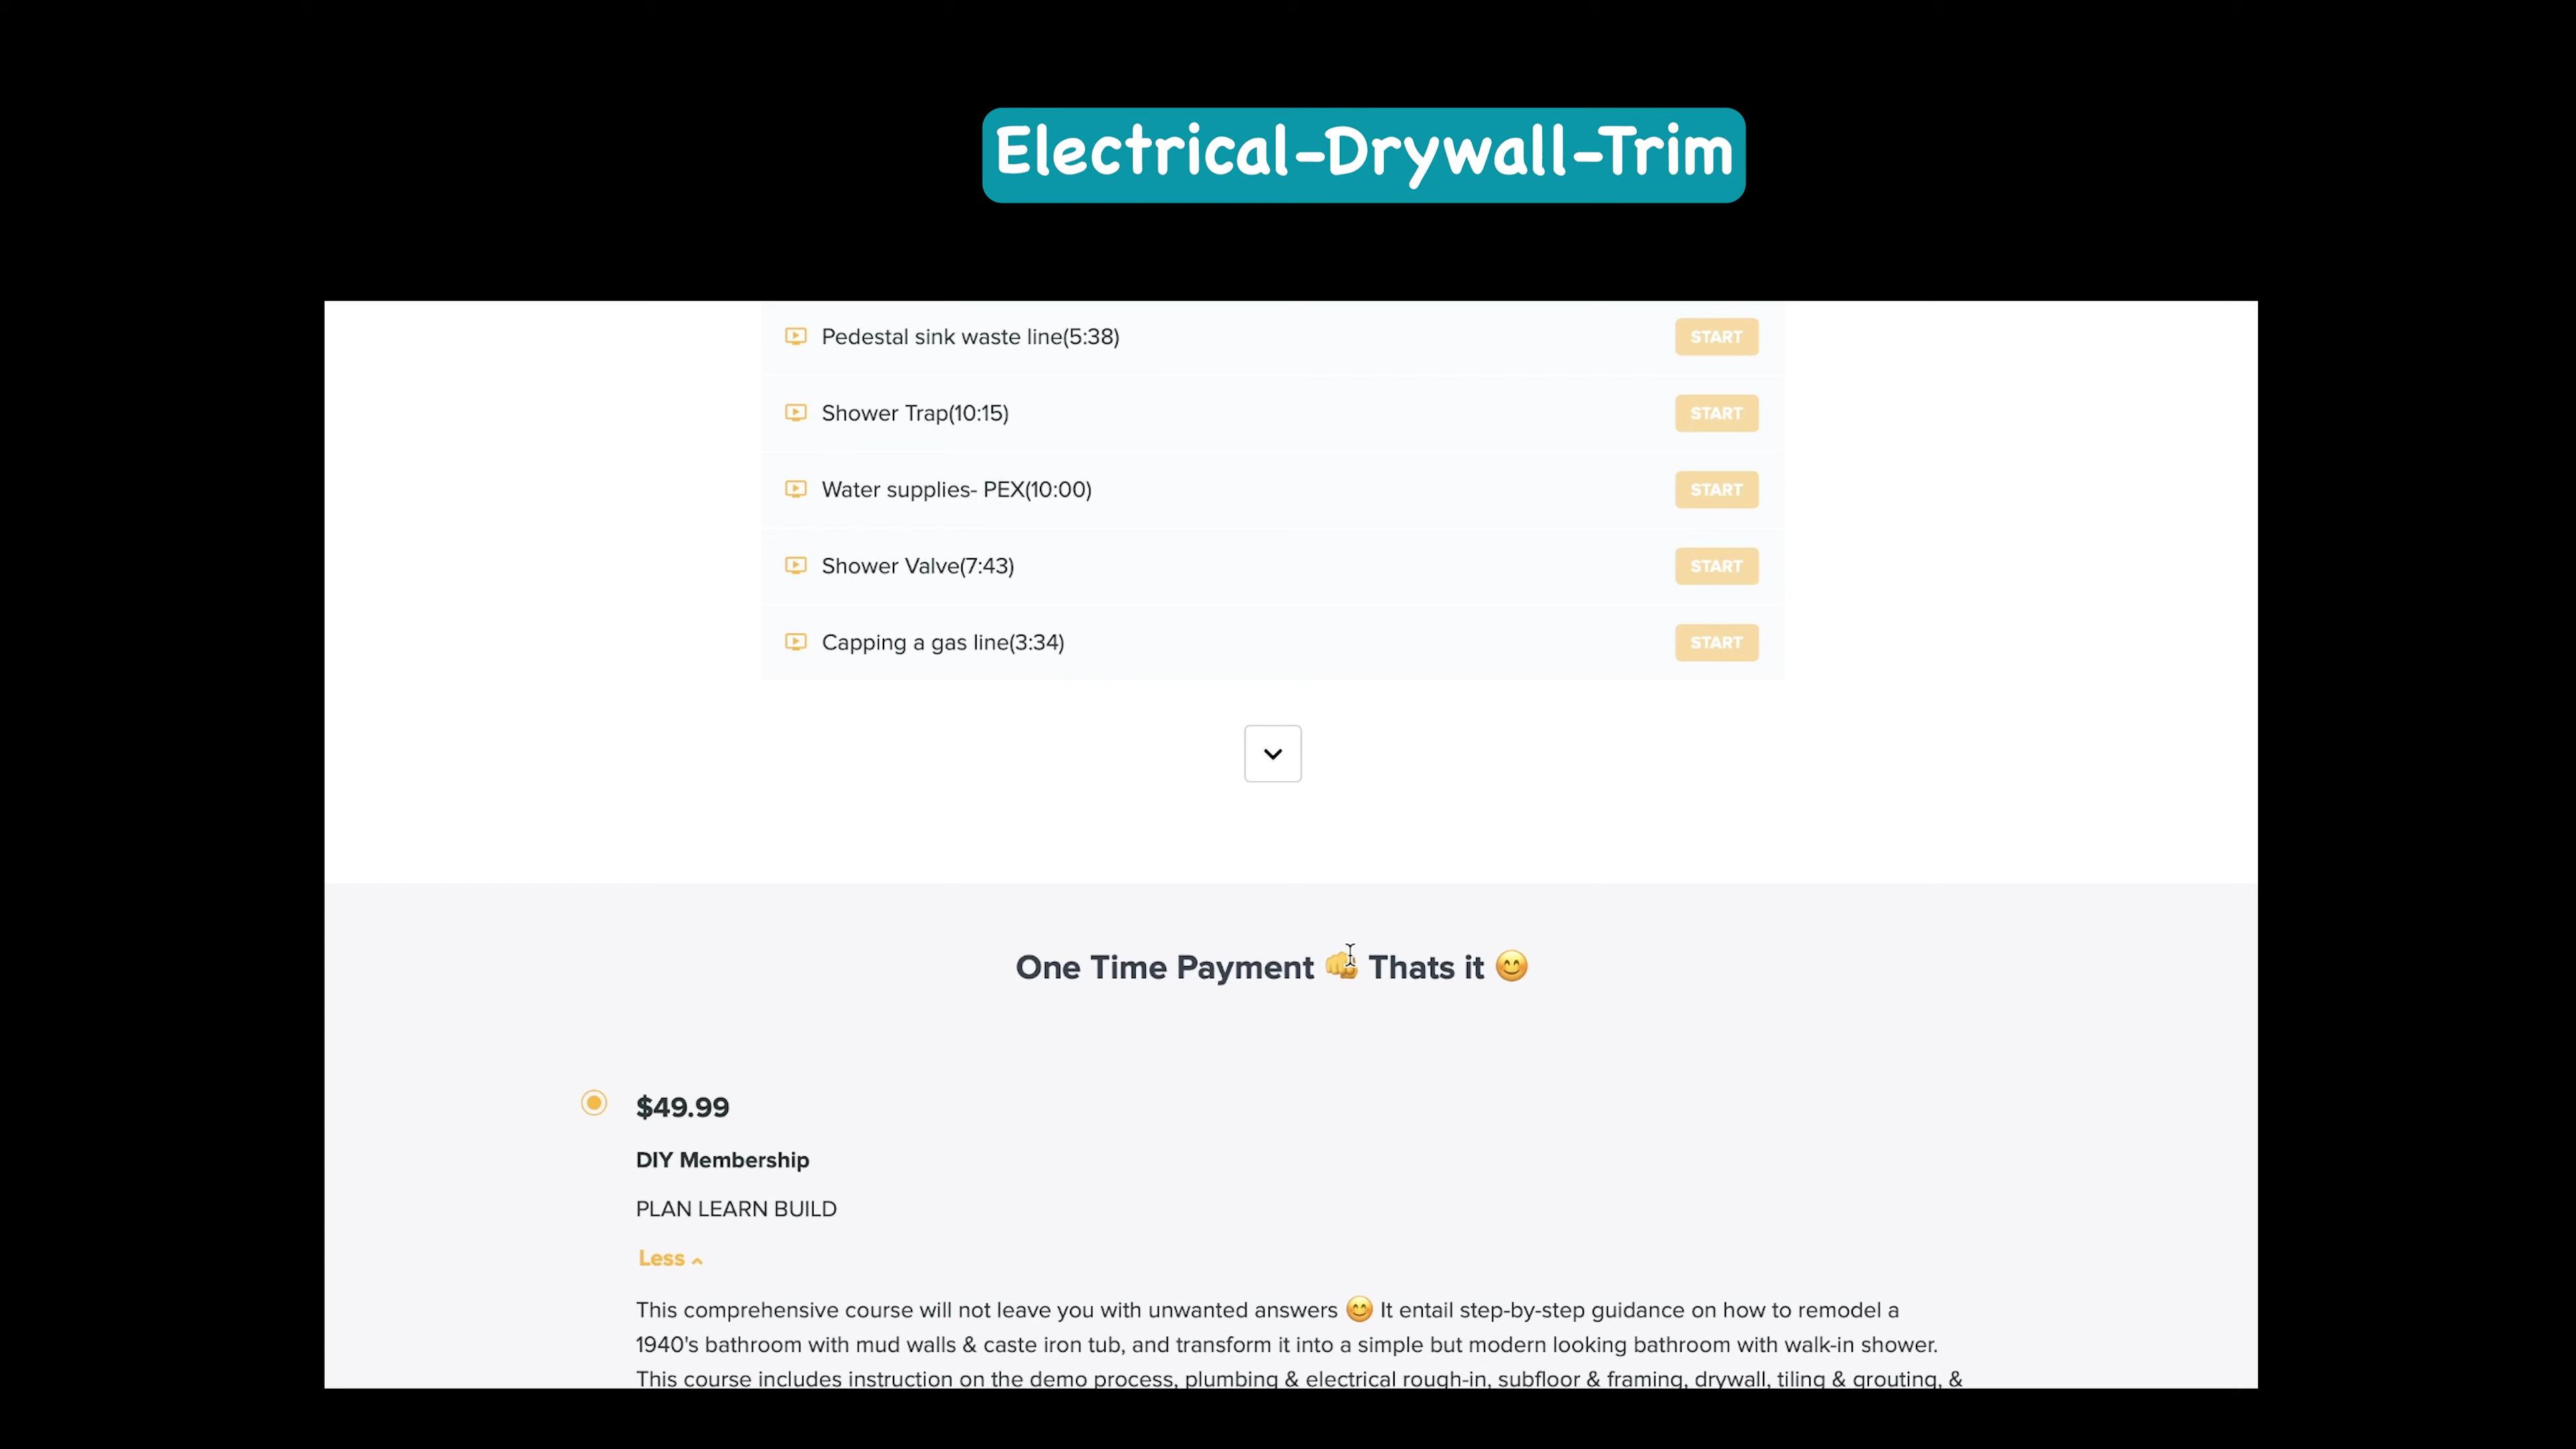 Electrical-Drywall-Trim
Pedestal sink waste line(5:38)
START
Shower Trap(10:15)
START
Water supplies- PEX(10:00)
START
Shower Valve(7:43)
START
Capping a gas line(3:34)
START
One Time Payment 👊 Thats it 😊
$49.99
DIY Membership
PLAN LEARN BUILD
Less
This comprehensive course will not leave you with unwanted answers 😊 It entail step-by-step guidance on how to remodel a
1940's bathroom with mud walls & caste iron tub, and transform it into a simple but modern looking bathroom with walk-in shower.
This course includes instruction on the demo process, plumbing & electrical rough-in, subfloor & framing, drywall, tiling & grouting, &